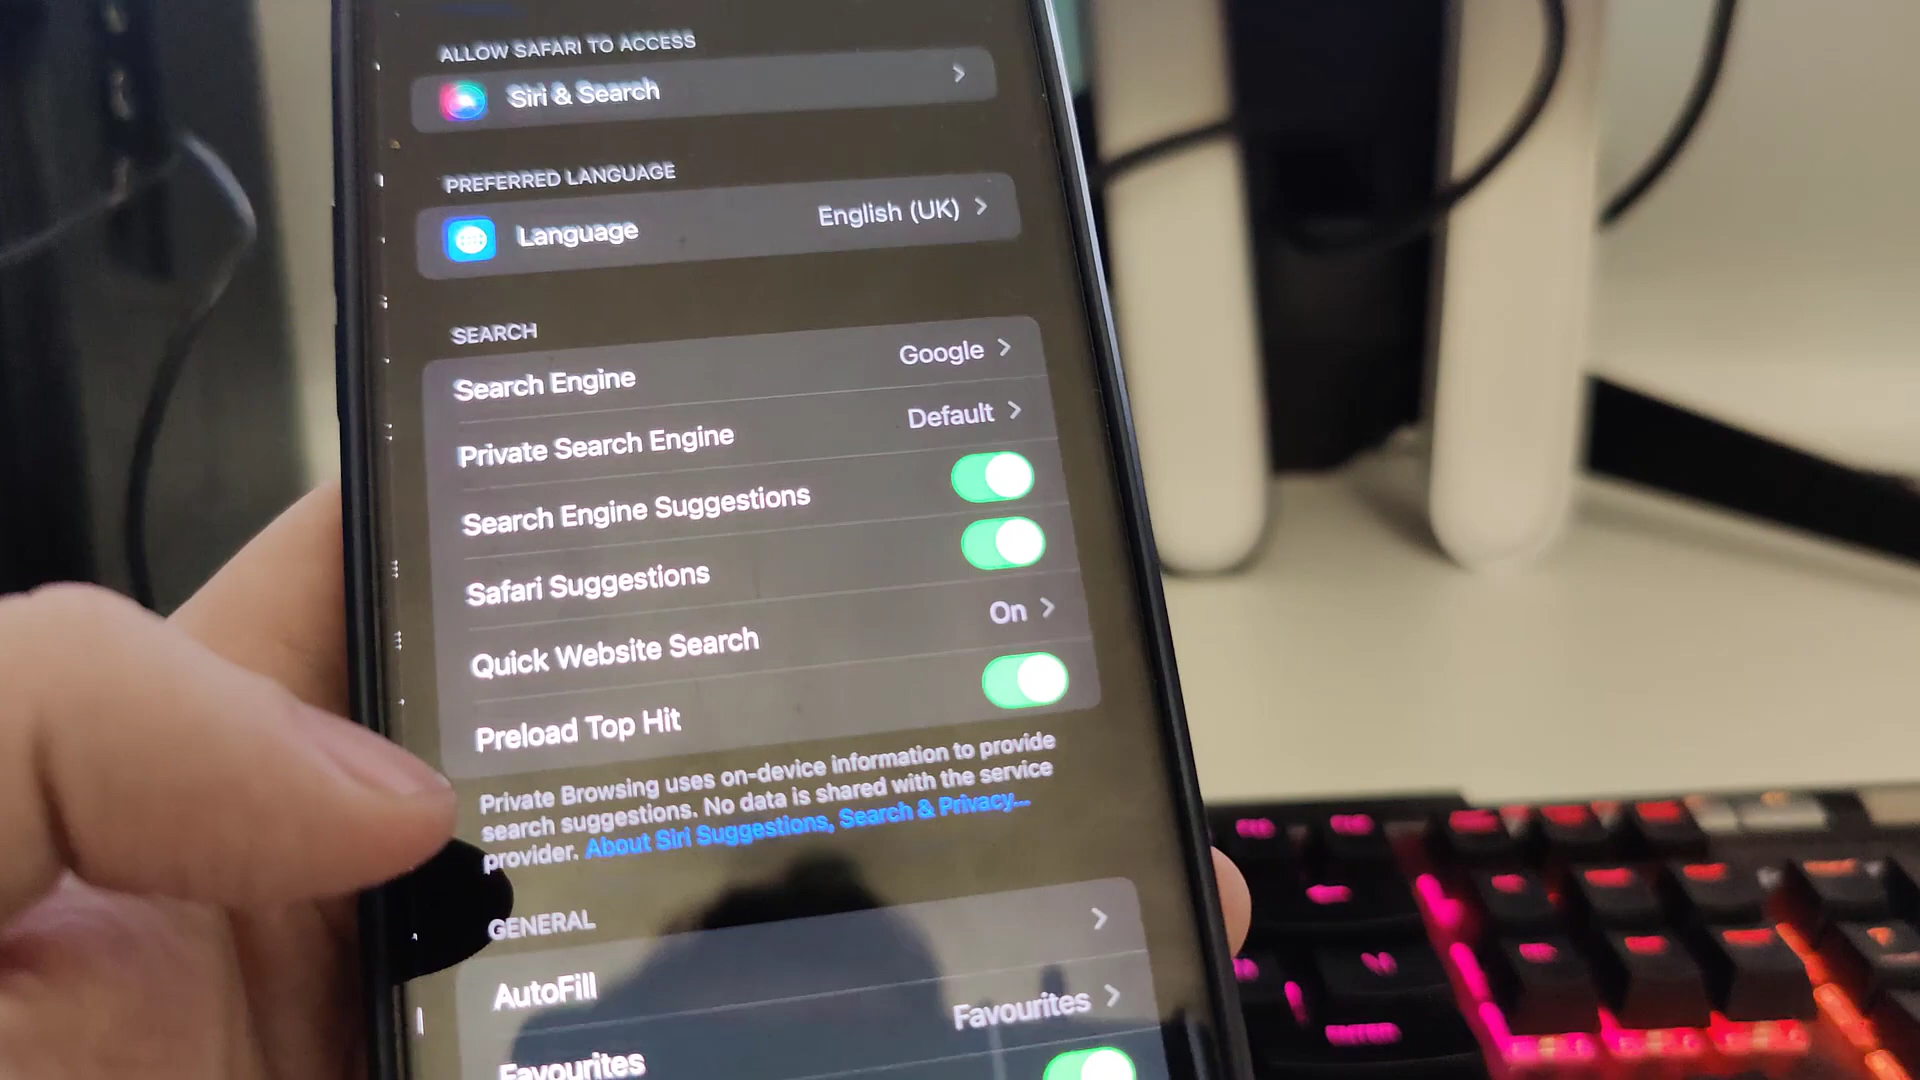 ALLOW SAFARI TO ACCESS
Siri & Search
PREFERRED LANGUAGE
Language English (UK)
SEARCH
Search Engine Google
Private Search Engine Default
Search Engine Suggestions
Safari Suggestions
Quick Website Search On
Preload Top Hit
Private Browsing uses on-device information to provide
search suggestions. No data is shared with the service
provider. About Siri Suggestions, Search & Privacy...
GENERAL
AutoFill
Favourites Favourites
ENTER